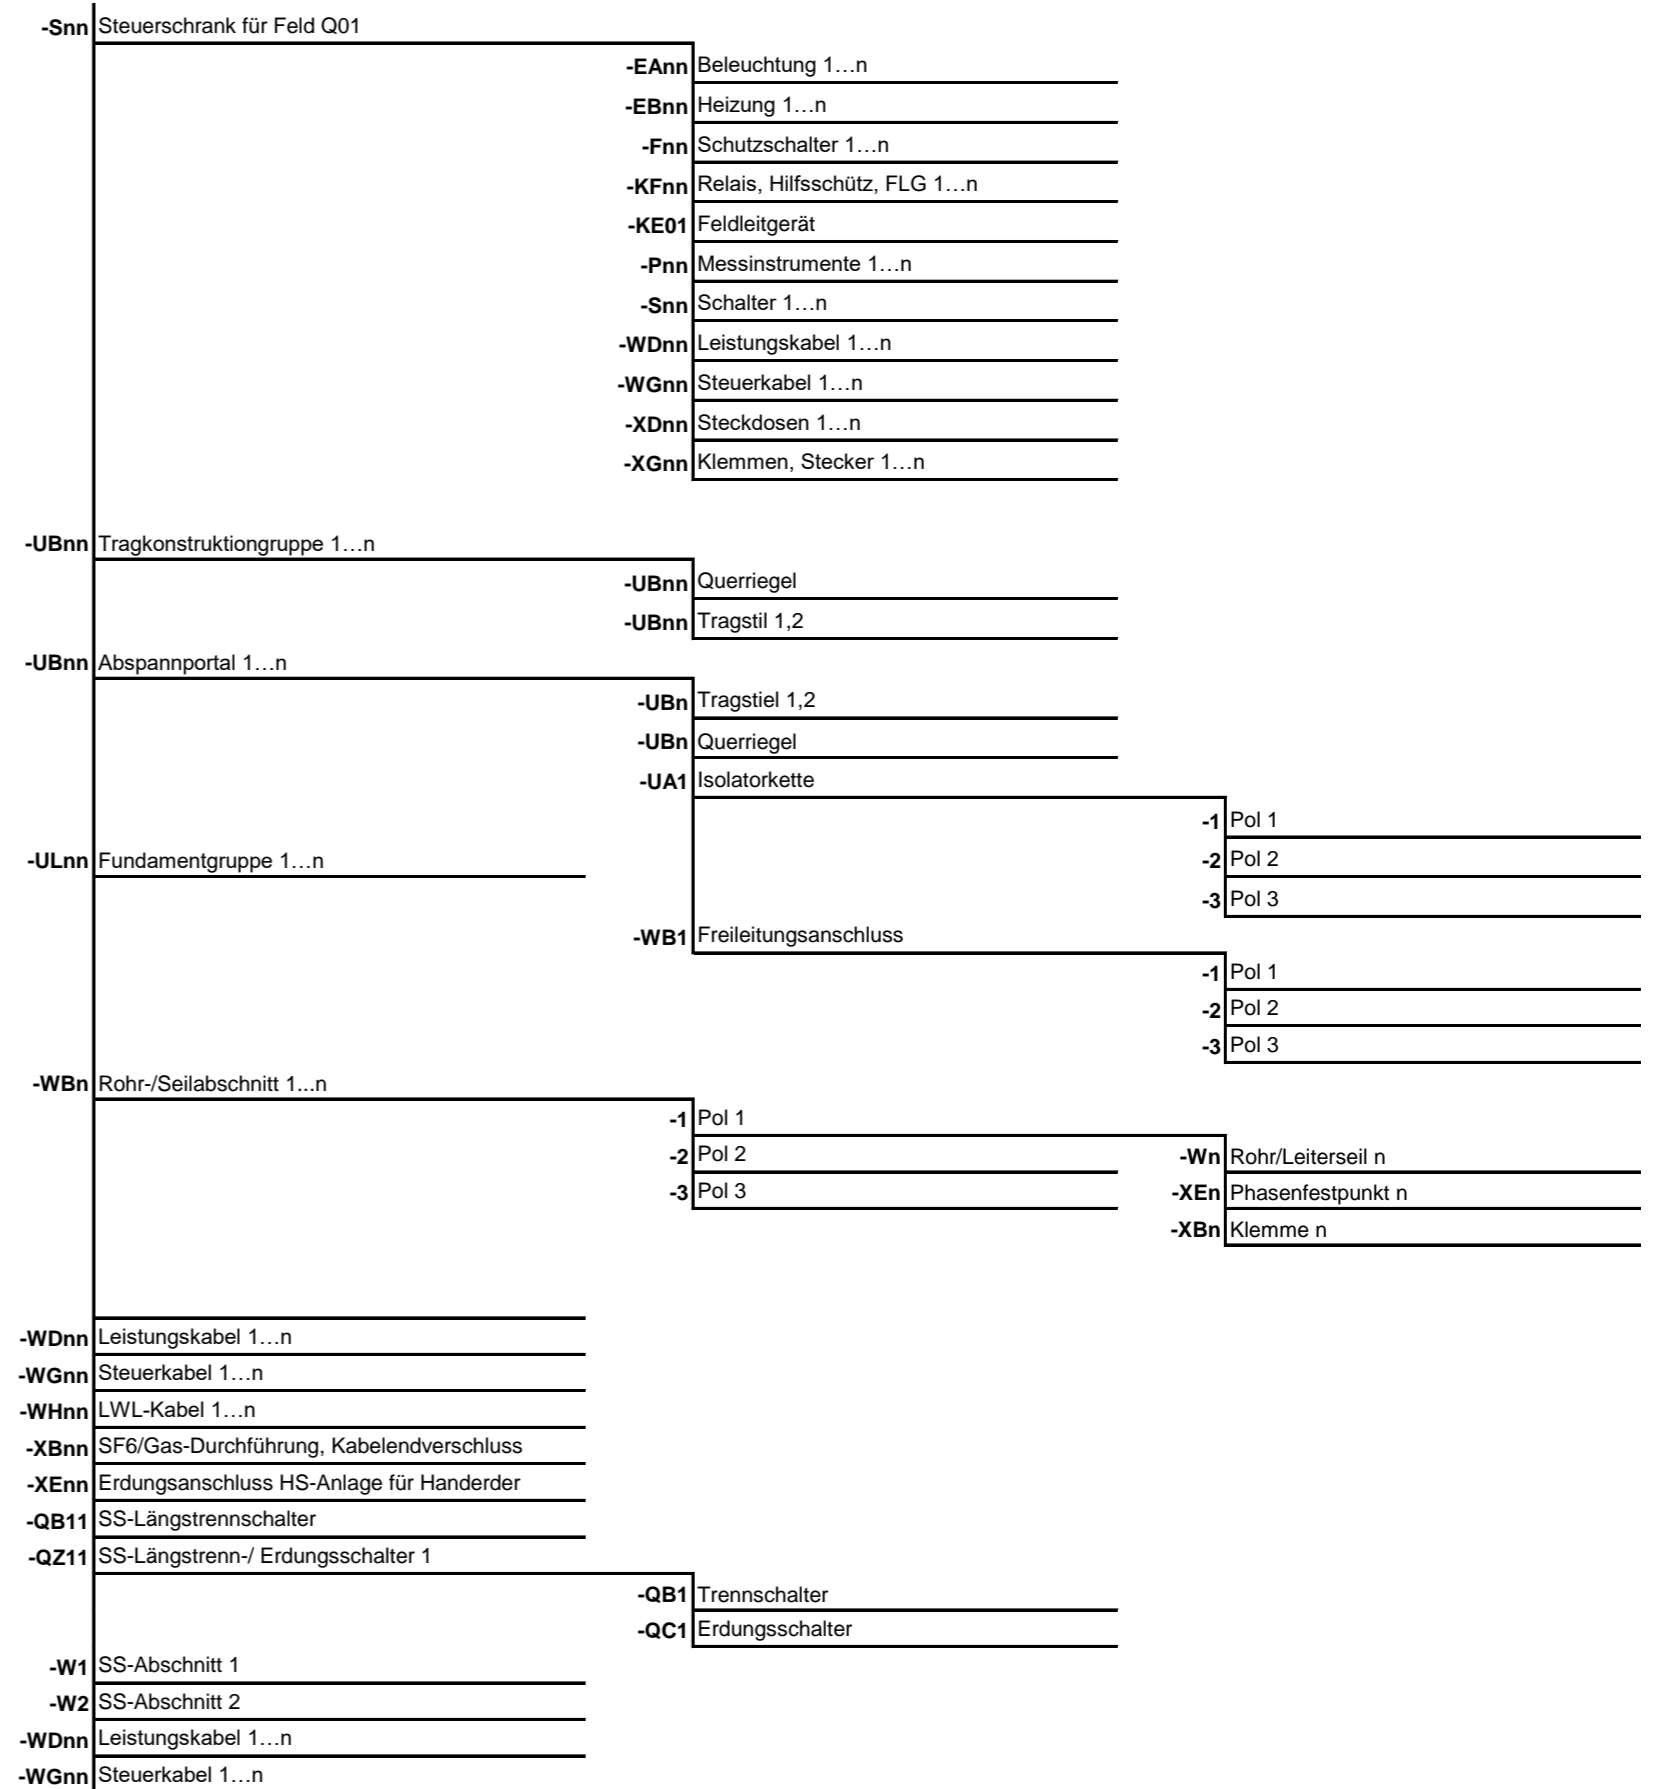 -Snn Steuerschrank für Feld Q01
-EAnn Beleuchtung 1…n
-EBnn Heizung 1…n
-Fnn Schutzschalter 1…n
-KFnn Relais, Hilfsschütz, FLG 1…n
-KE01 Feldleitgerät
-Pnn Messinstrumente 1…n
-Snn Schalter 1…n
-WDnn Leistungskabel 1…n
-WGnn Steuerkabel 1…n
-XDnn Steckdosen 1…n
-XGnn Klemmen, Stecker 1…n
-UBnn Tragkonstruktiongruppe 1…n
-UBnn Querriegel
-UBnn Tragstil 1,2
-UBnn Abspannportal 1…n
-UBn Tragstiel 1,2
-UBn Querriegel
-UA1 Isolatorkette
-1 Pol 1
-ULnn Fundamentgruppe 1…n -2 Pol 2
-3 Pol 3
-WB1 Freileitungsanschluss
-1 Pol 1
-2 Pol 2
-3 Pol 3
-WBn Rohr-/Seilabschnitt 1...n
-1 Pol 1
-2 Pol 2 -Wn Rohr/Leiterseil n
-3 Pol 3 -XEn Phasenfestpunkt n
-XBn Klemme n
-WDnn Leistungskabel 1…n
-WGnn Steuerkabel 1…n
-WHnn LWL-Kabel 1…n
-XBnn SF6/Gas-Durchführung, Kabelendverschluss
-XEnn Erdungsanschluss HS-Anlage für Handerder
-QB11 SS-Längstrennschalter
-QZ11 SS-Längstrenn-/ Erdungsschalter 1
-QB1 Trennschalter
-QC1 Erdungsschalter
-W1 SS-Abschnitt 1
-W2 SS-Abschnitt 2
-WDnn Leistungskabel 1…n
-WGnn Steuerkabel 1…n